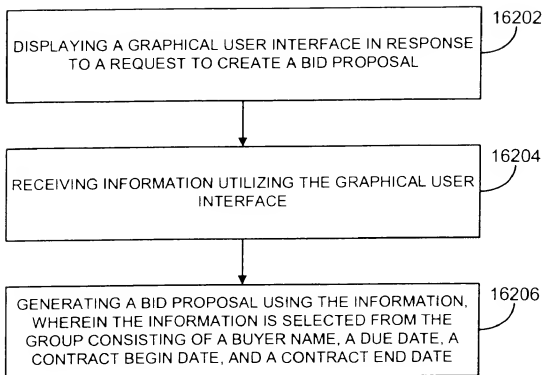 16202
DISPLAYING A GRAPHICAL USER INTERFACE IN RESPONSE
TO A REQUEST TO CREATE A BID PROPOSAL
16204
RECEIVING INFORMATION UTILIZING THE GRAPHICAL USER
INTERFACE
16206
GENERATING A BID PROPOSAL USING THE INFORMATION,
WHEREIN THE INFORMATION IS SELECTED FROM THE
GROUP CONSISTING OF A BUYER NAME, A DUE DATE, A
CONTRACT BEGIN DATE, AND A CONTRACT END DATE